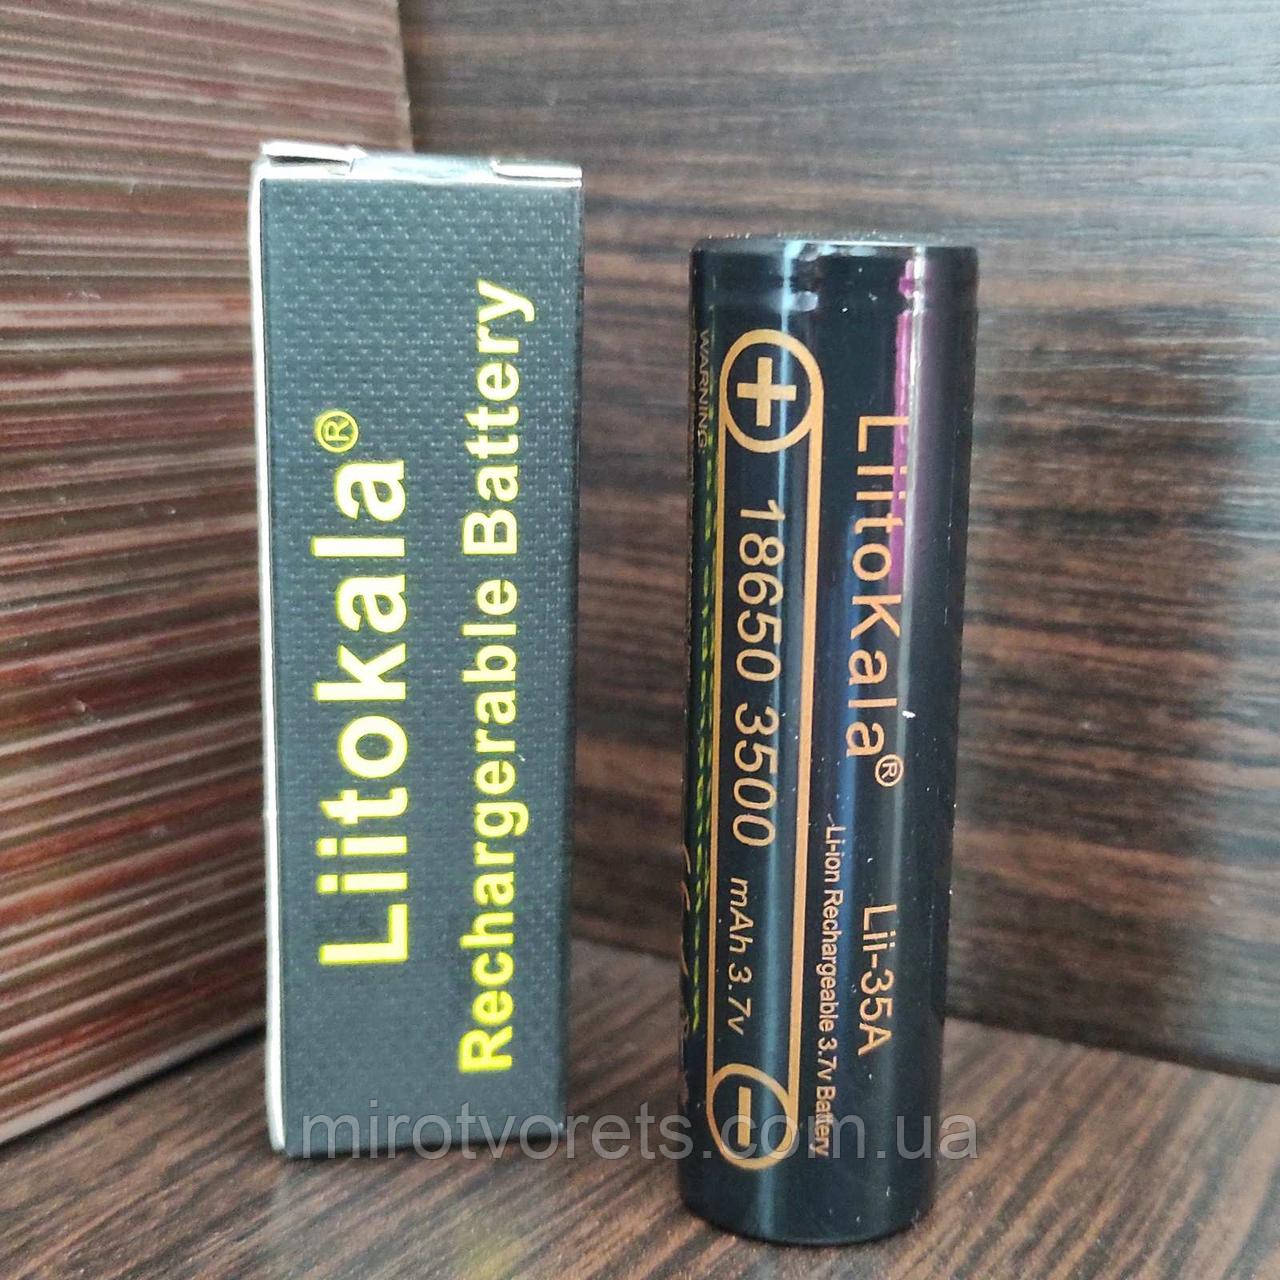 Liitokala®
Rechargerable Battery
WARNING
+
18650 3500 mAh 3.7v
-
LiitoKala®
Lii-35A
Li-ion Rechargeable 3.7v Battery
mirotvorets.com.ua